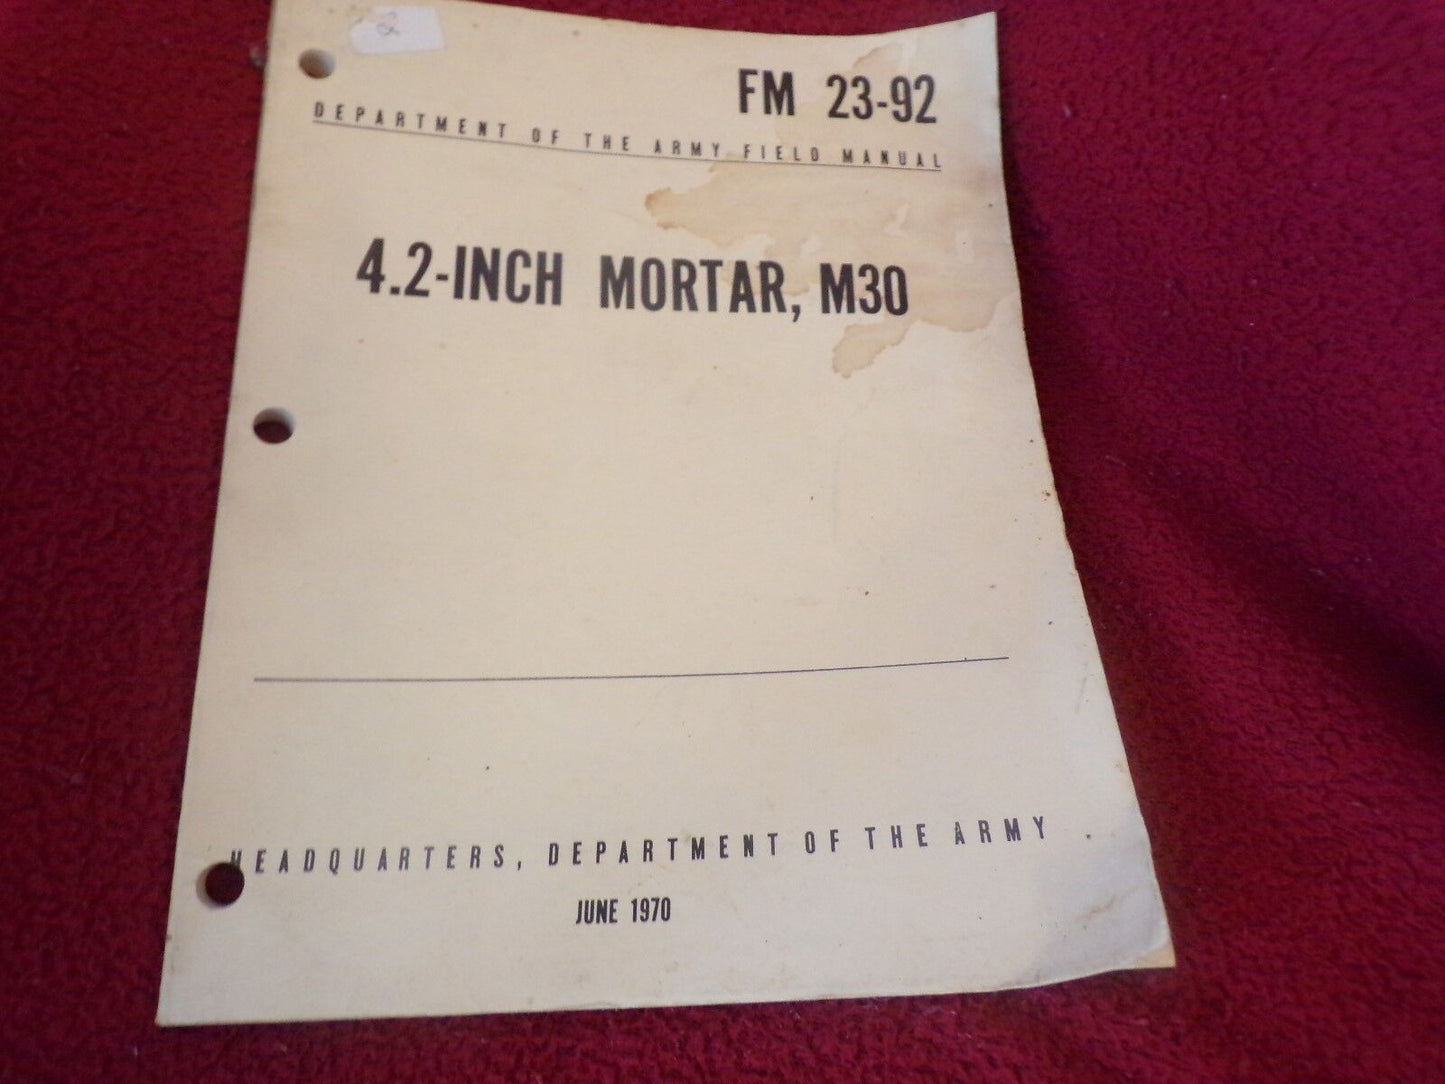 2
FM 23-92
DEPARTMENT OF THE ARMY FIELD MANUAL
4.2-INCH MORTAR, M30
HEADQUARTERS, DEPARTMENT OF THE ARMY
JUNE 1970